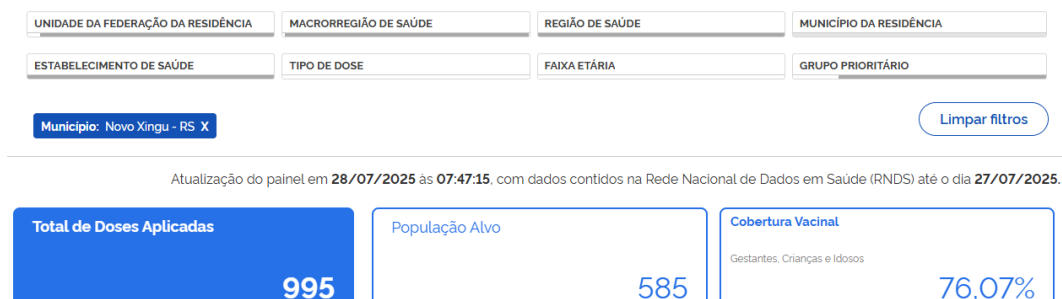 UNIDADE DA FEDERAÇÃO DA RESIDÊNCIA MACRORREGIÃO DE SAÚDE REGIÃO DE SAÚDE MUNICÍPIO DA RESIDÊNCIA
ESTABELECIMENTO DE SAÚDE TIPO DE DOSE FAIXA ETÁRIA GRUPO PRIORITÁRIO
Município: Novo Xingu - RS X
Limpar filtros
Atualização do painel em 28/07/2025 às 07:47:15, com dados contidos na Rede Nacional de Dados em Saúde (RNDS) até o dia 27/07/2025.
Total de Doses Aplicadas
995
População Alvo
585
Cobertura Vacinal
Gestantes, Crianças e Idosos
76,07%